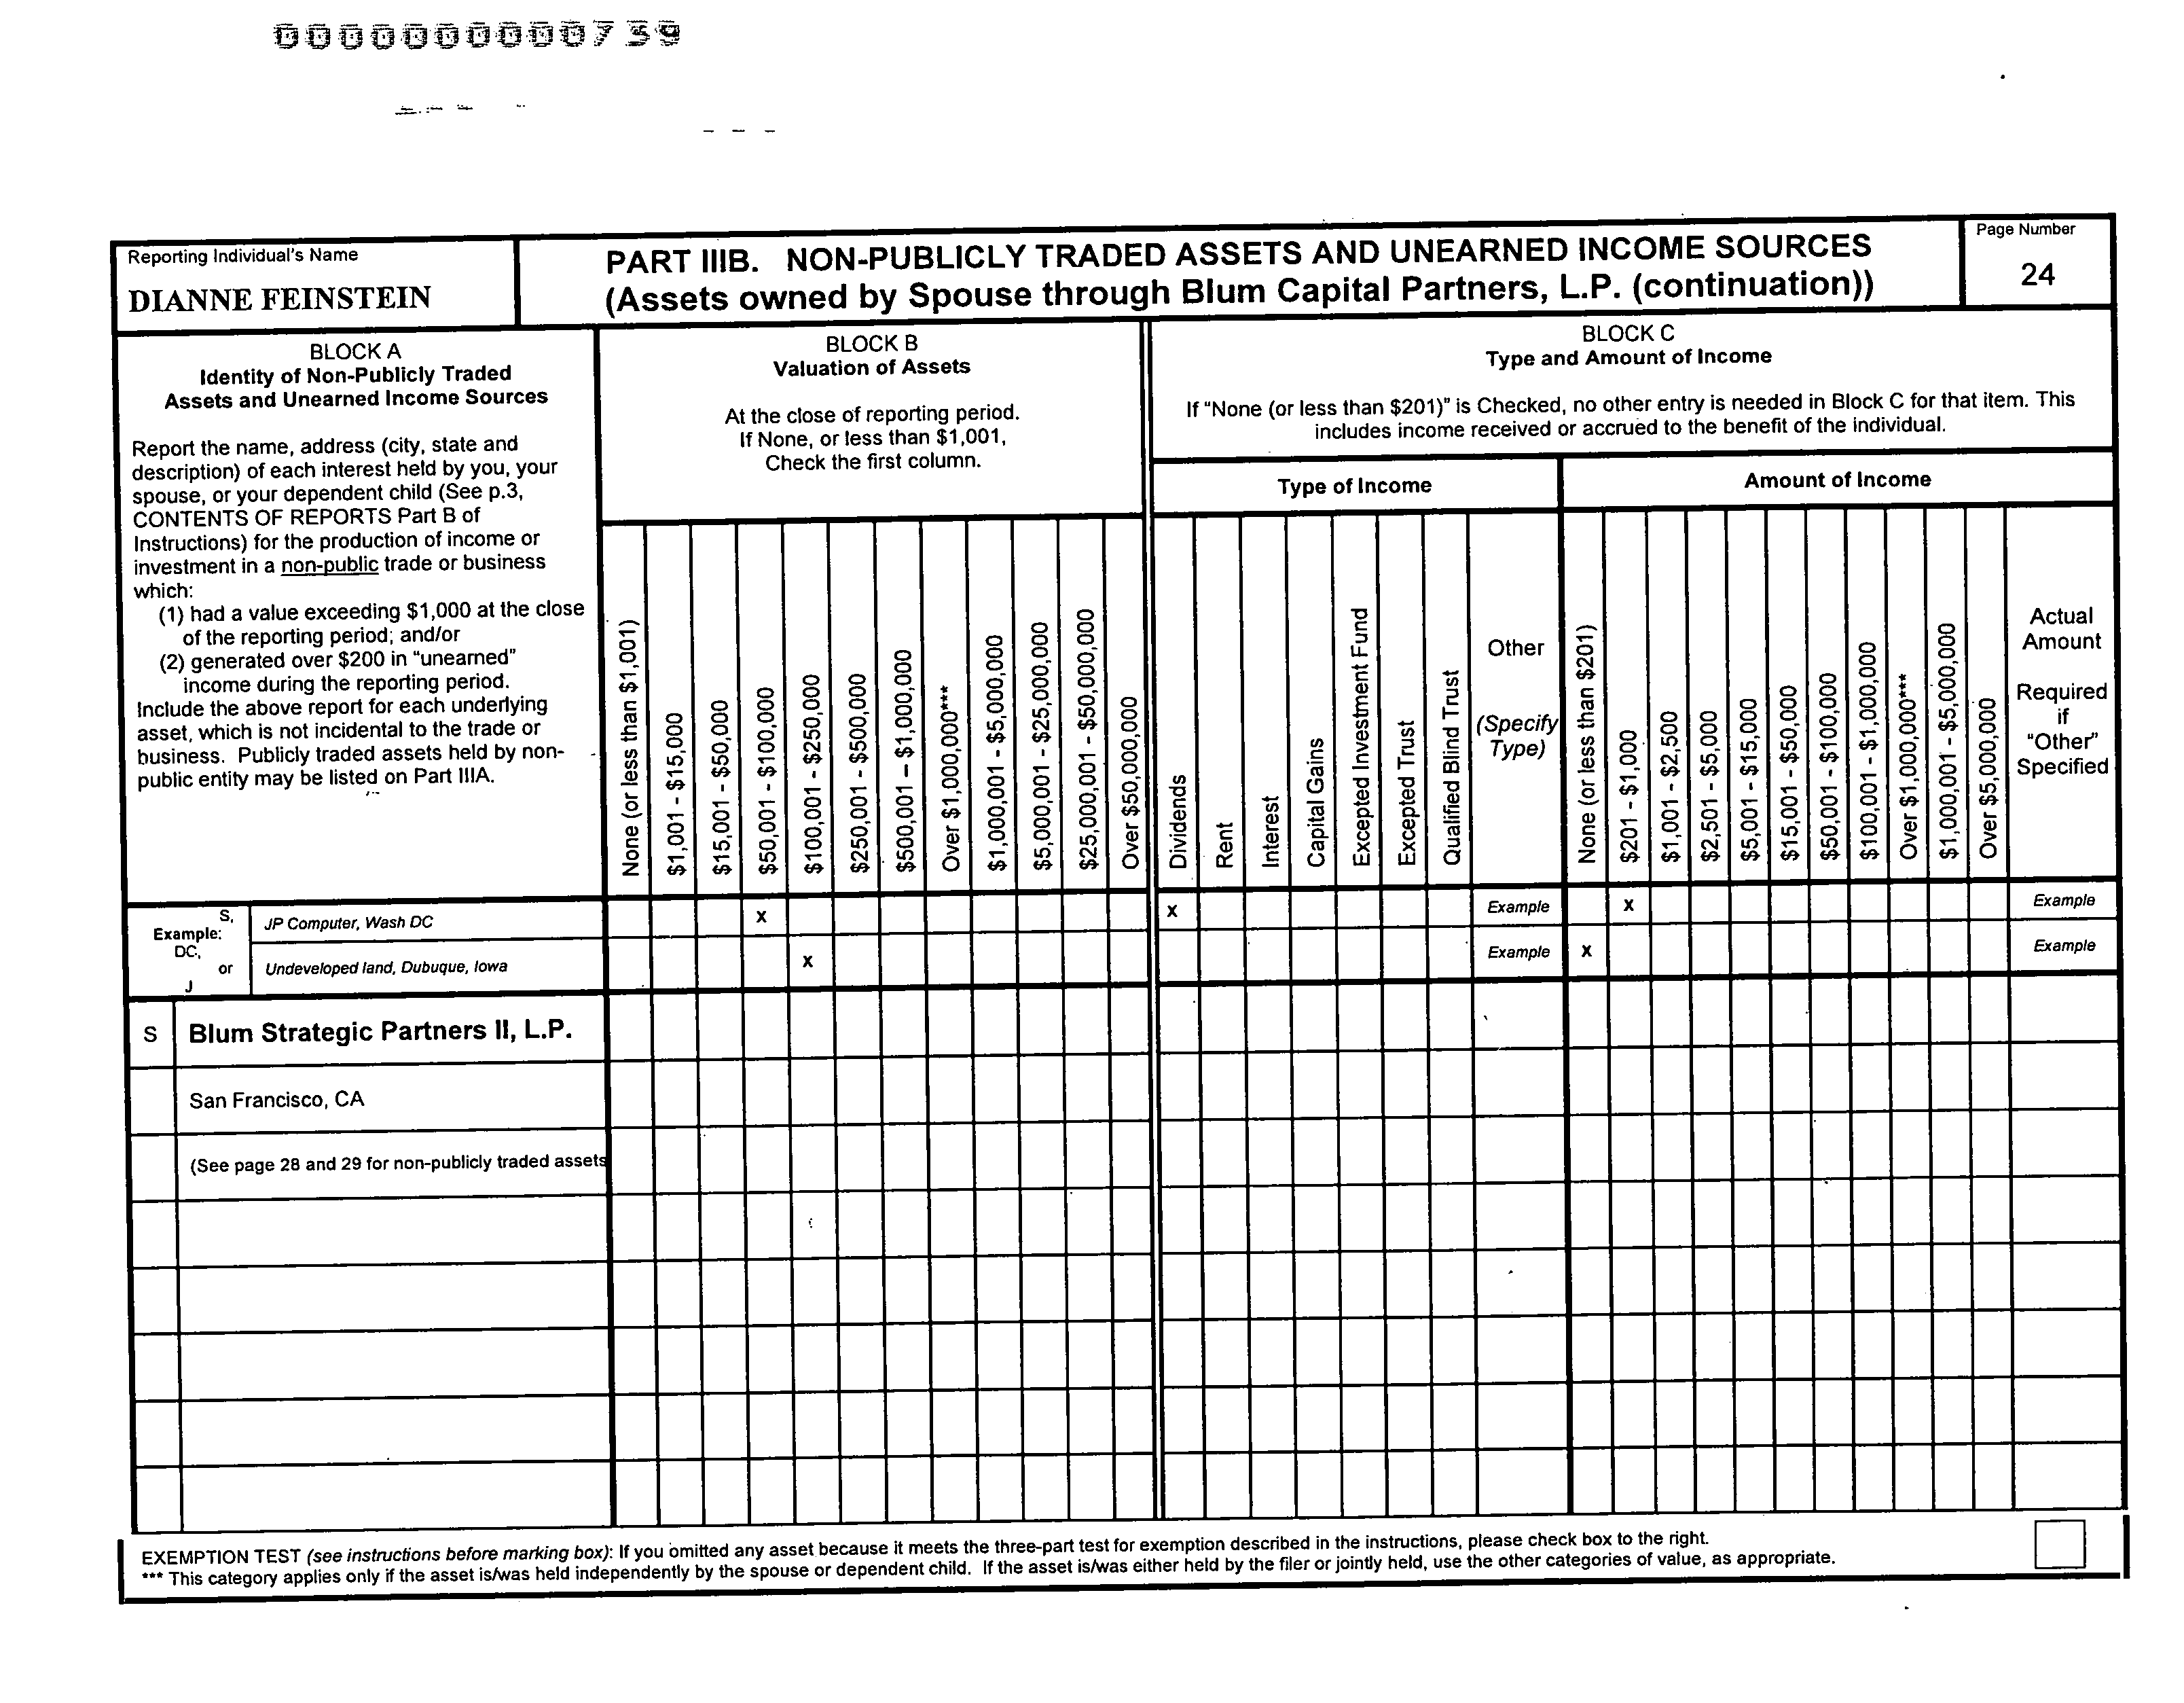 0000000000739
Reporting Individual's Name
DIANNE FEINSTEIN
PART IIIB. NON-PUBLICLY TRADED ASSETS AND UNEARNED INCOME SOURCES
(Assets owned by Spouse through Blum Capital Partners, L.P. (continuation))
Page Number
24
BLOCK A
Identity of Non-Publicly Traded
Assets and Unearned Income Sources
Report the name, address (city, state and
description) of each interest held by you, your
spouse, or your dependent child (See p.3,
CONTENTS OF REPORTS Part B of
Instructions) for the production of income or
investment in a non-public trade or business
which:
(1) had a value exceeding $1,000 at the close
of the reporting period; and/or
(2) generated over $200 in "unearned"
income during the reporting period.
Include the above report for each underlying
asset, which is not incidental to the trade or
business. Publicly traded assets held by non-
public entity may be listed on Part IIIA.
BLOCK B
Valuation of Assets
At the close of reporting period.
If None, or less than $1,001,
Check the first column.
None (or less than $1,001)
$1,001 - $15,000
$15,001 - $50,000
$50,001 - $100,000
$100,001 - $250,000
$250,001 - $500,000
$500,001 – $1,000,000
Over $1,000,000***
$1,000,001 - $5,000,000
$5,000,001 - $25,000,000
$25,000,001 - $50,000,000
Over $50,000,000
BLOCK C
Type and Amount of Income
If "None (or less than $201)" is Checked, no other entry is needed in Block C for that item. This
includes income received or accrued to the benefit of the individual.
Type of Income
Dividends
Rent
Interest
Capital Gains
Excepted Investment Fund
Excepted Trust
Qualified Blind Trust
Other
(Specify
Type)
Amount of Income
None (or less than $201)
$201 - $1,000
$1,001 - $2,500
$2,501 - $5,000
$5,001 - $15,000
$15,001 - $50,000
$50,001 - $100,000
$100,001 - $1,000,000
Over $1,000,000***
$1,000,001 - $5,000,000
Over $5,000,000
Actual
Amount
Required
if
"Other"
Specified
Example:
S,
DC,
or
J
JP Computer, Wash DC
X
X
Example
X
Example
Undeveloped land, Dubuque, Iowa
X
Example
X
Example
S
Blum Strategic Partners II, L.P.
San Francisco, CA
(See page 28 and 29 for non-publicly traded assets
EXEMPTION TEST (see instructions before marking box): If you omitted any asset because it meets the three-part test for exemption described in the instructions, please check box to the right.
*** This category applies only if the asset is/was held independently by the spouse or dependent child. If the asset is/was either held by the filer or jointly held, use the other categories of value, as appropriate.